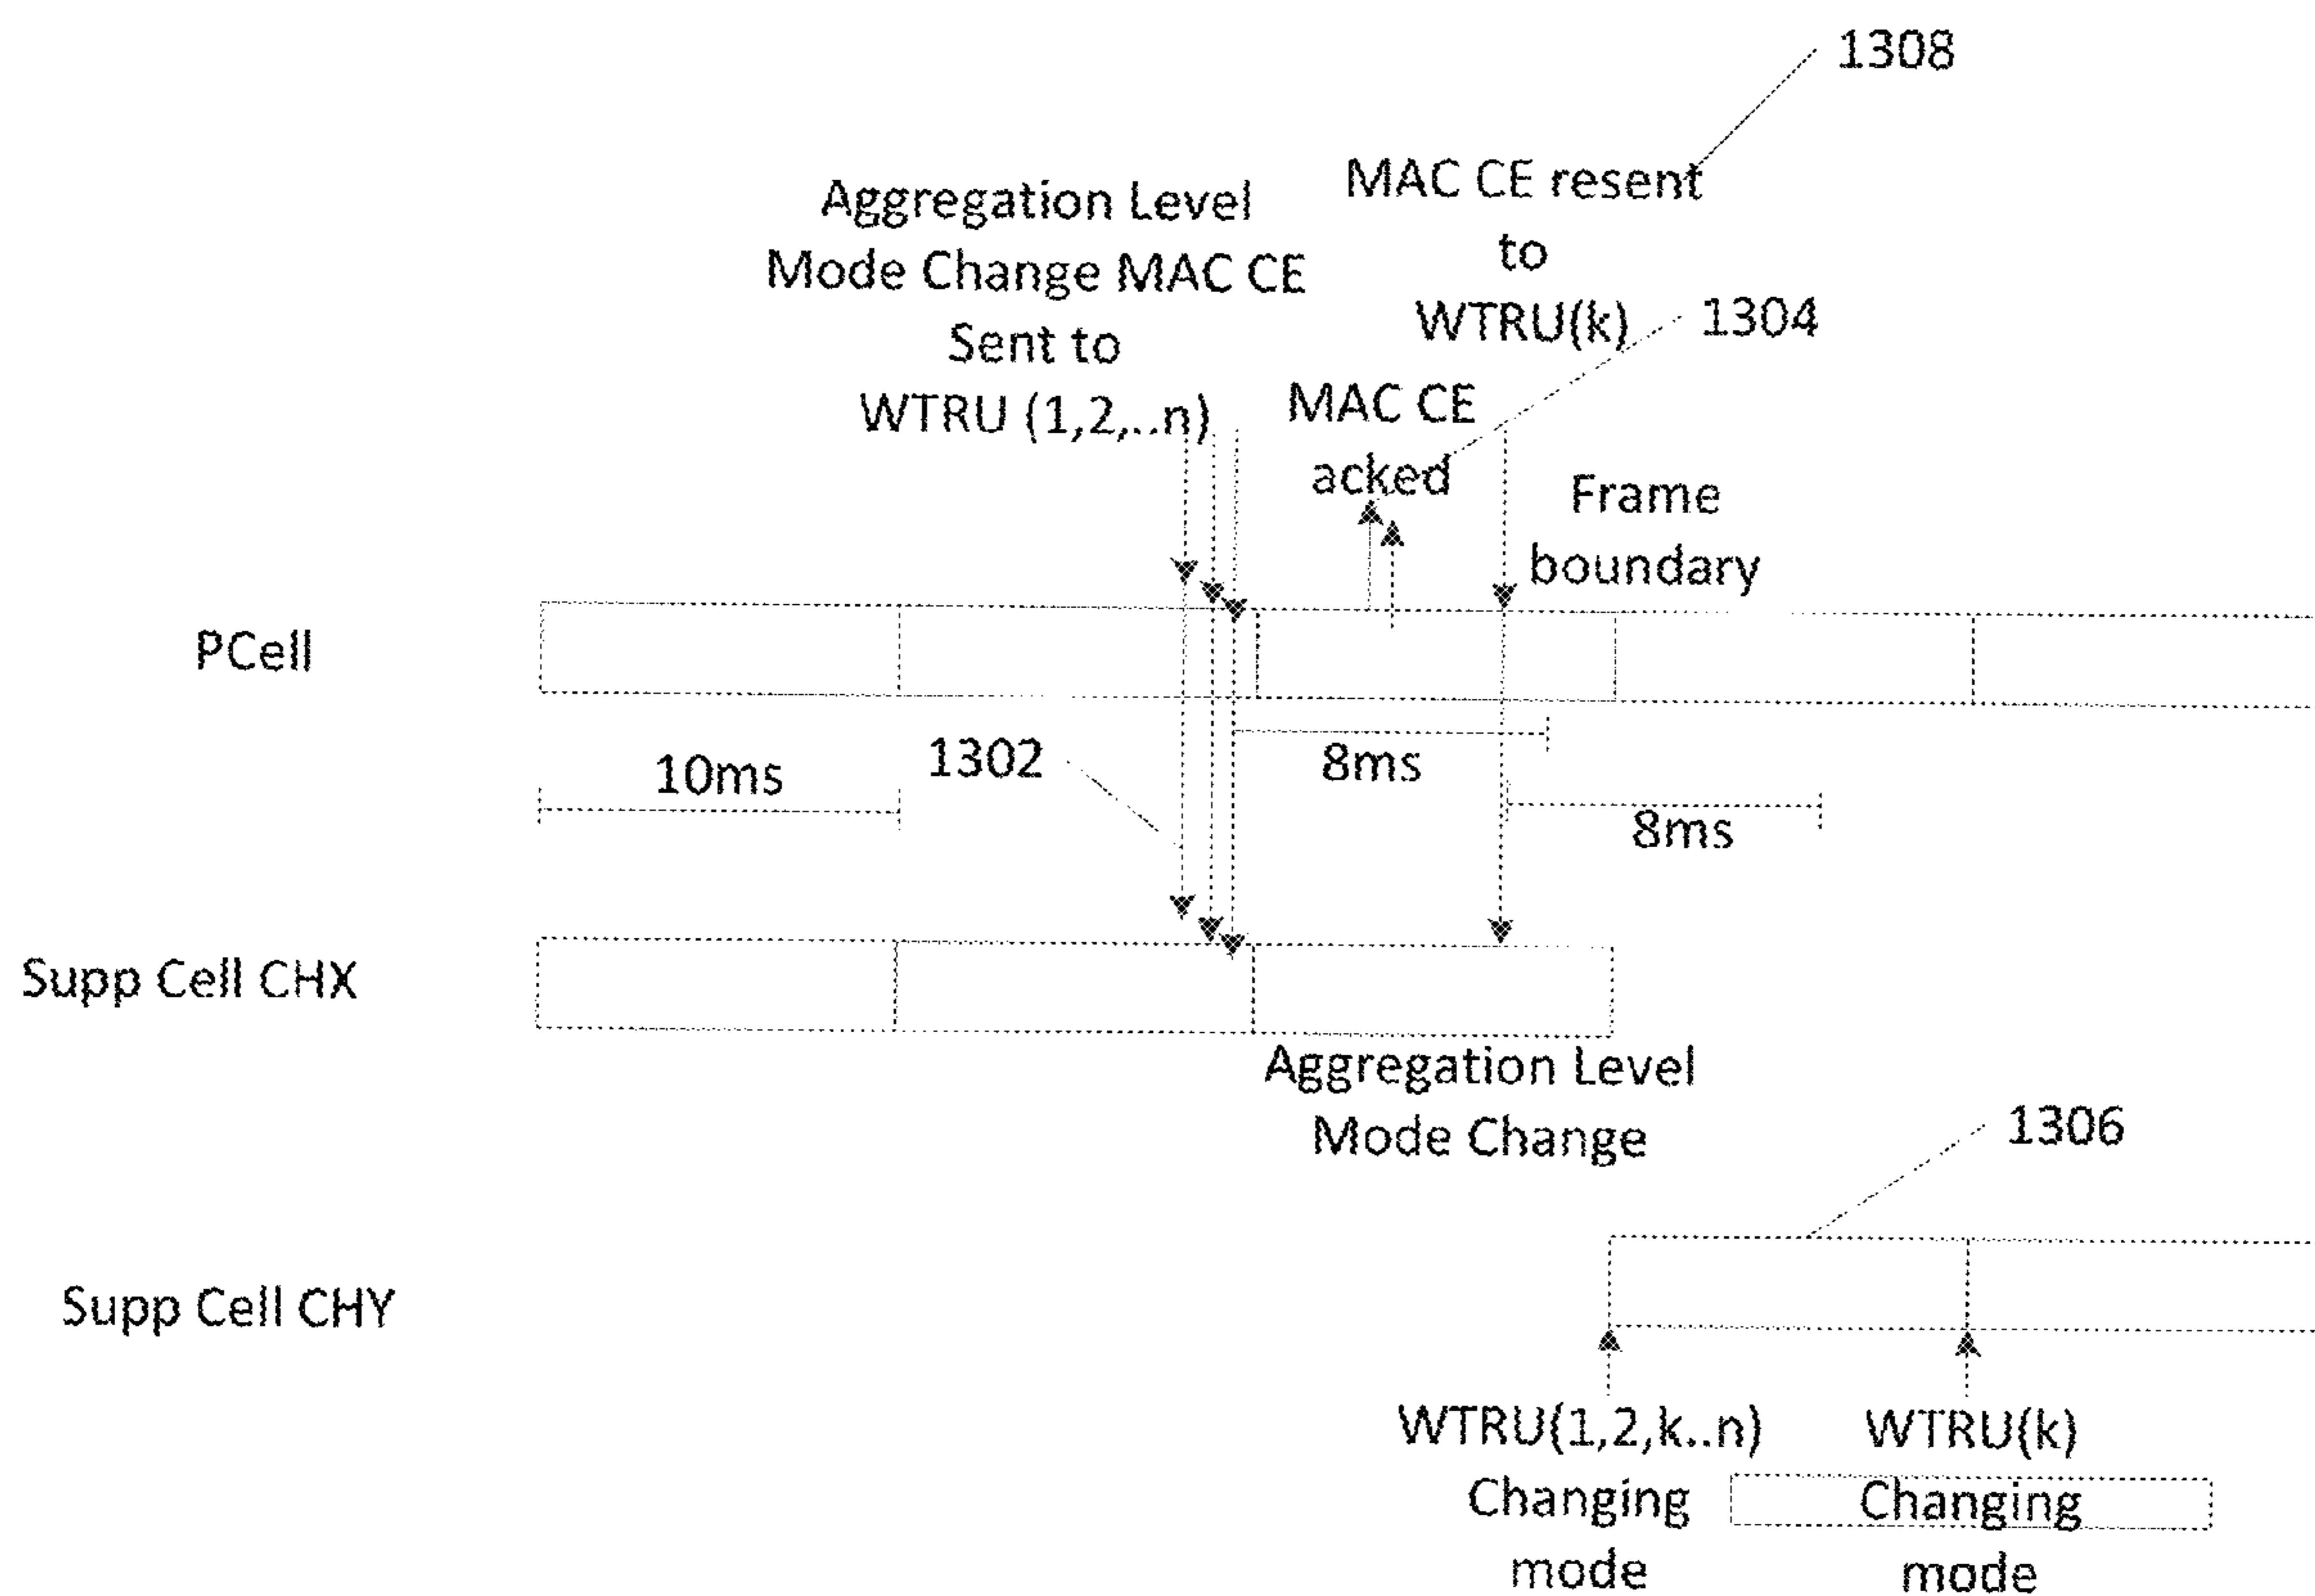 1308
MAC CE resent
to
WTRU(k)
1304
Aggregation Level
Mode Change MAC CE
Sent to
WTRU (1,2,..n)
MAC CE
acked
Frame
boundary
PCell
10ms
1302
8ms
8ms
Supp Cell CHX
Aggregation Level
Mode Change
1306
Supp Cell CHY
WTRU(1,2,k..n)
Changing
mode
WTRU(k)
Changing
mode